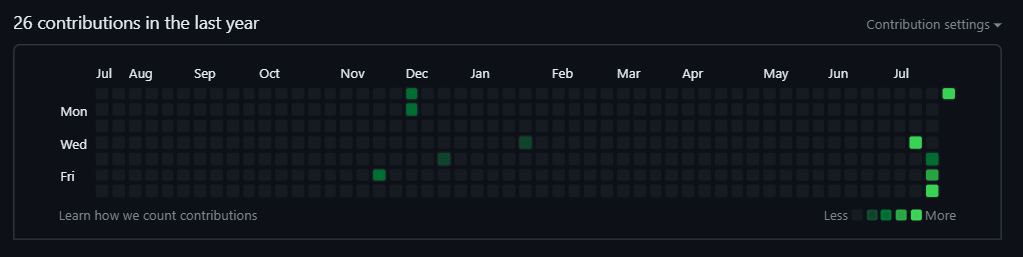 26 contributions in the last year
Contribution settings
Jul Aug Sep Oct Nov Dec Jan Feb Mar Apr May Jun Jul
Mon
Wed
Fri
Learn how we count contributions
Less More